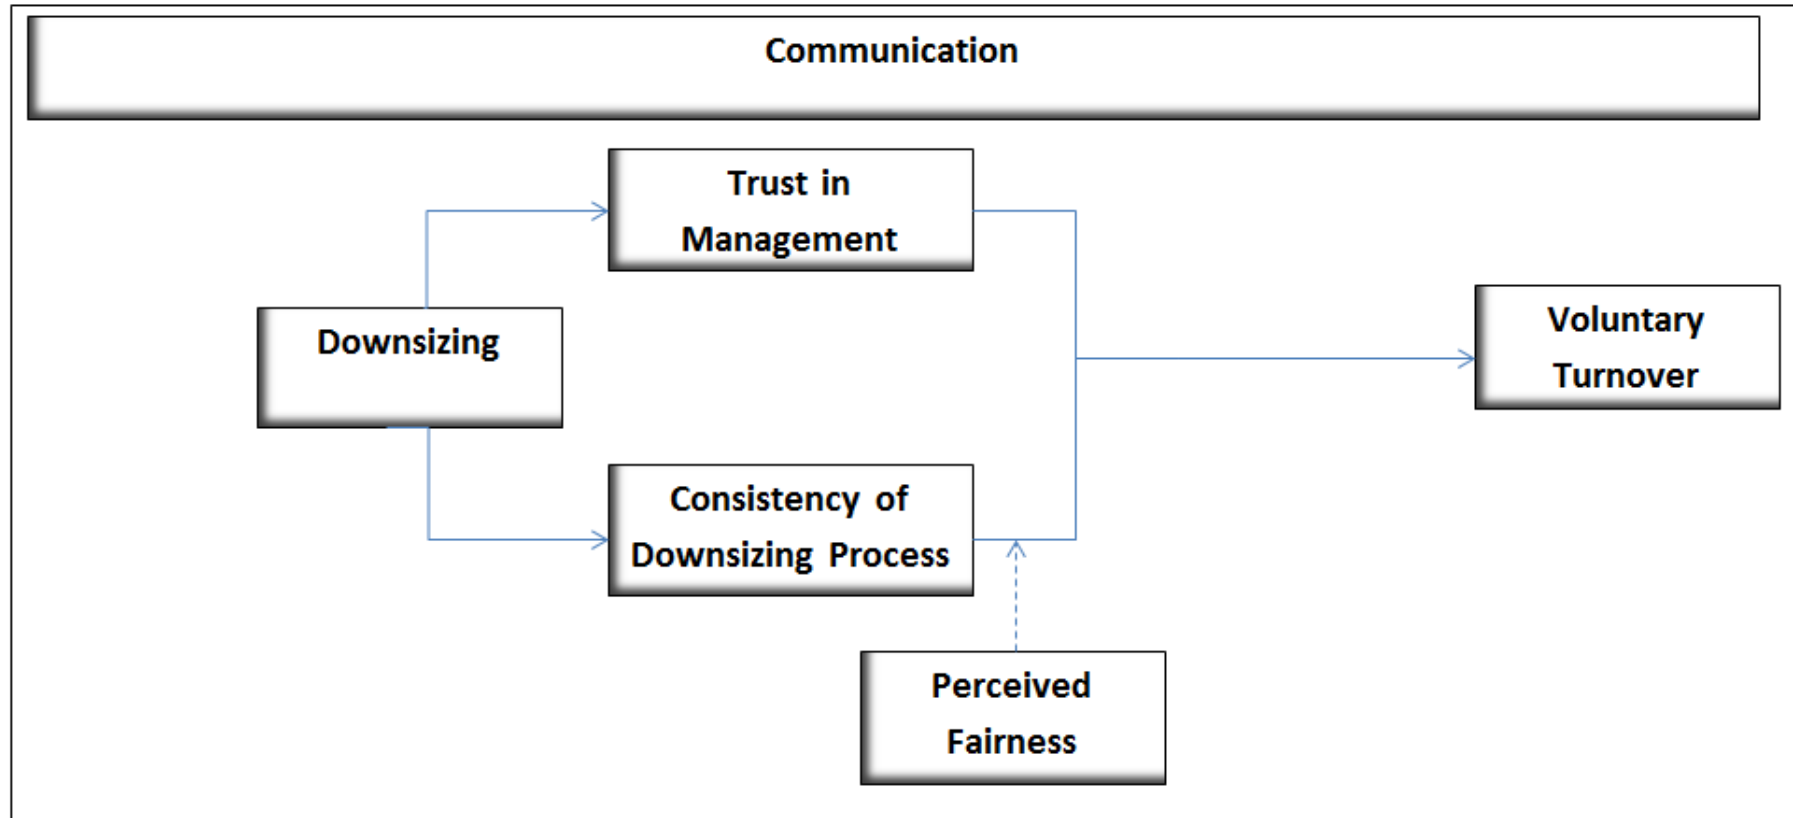 Communication
Trust in
Management
Downsizing
Voluntary
Turnover
Consistency of
Downsizing Process
Perceived
Fairness